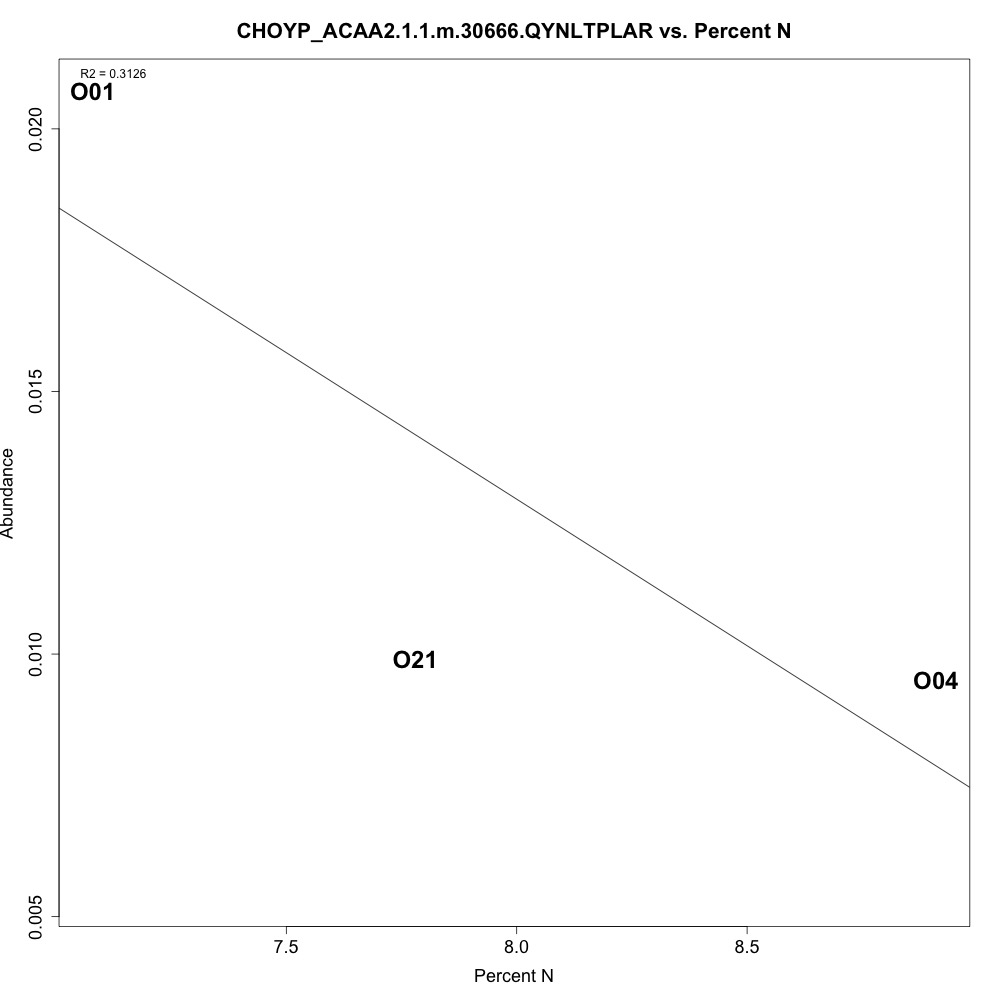 CHOYP_ACAA2.1.1.m.30666.QYNLTPLAR vs. Percent N
R2 = 0.3126
O01
0.020
0.015
Abundance
0.010
O21
O04
0.005
7.5 8.0 8.5
Percent N